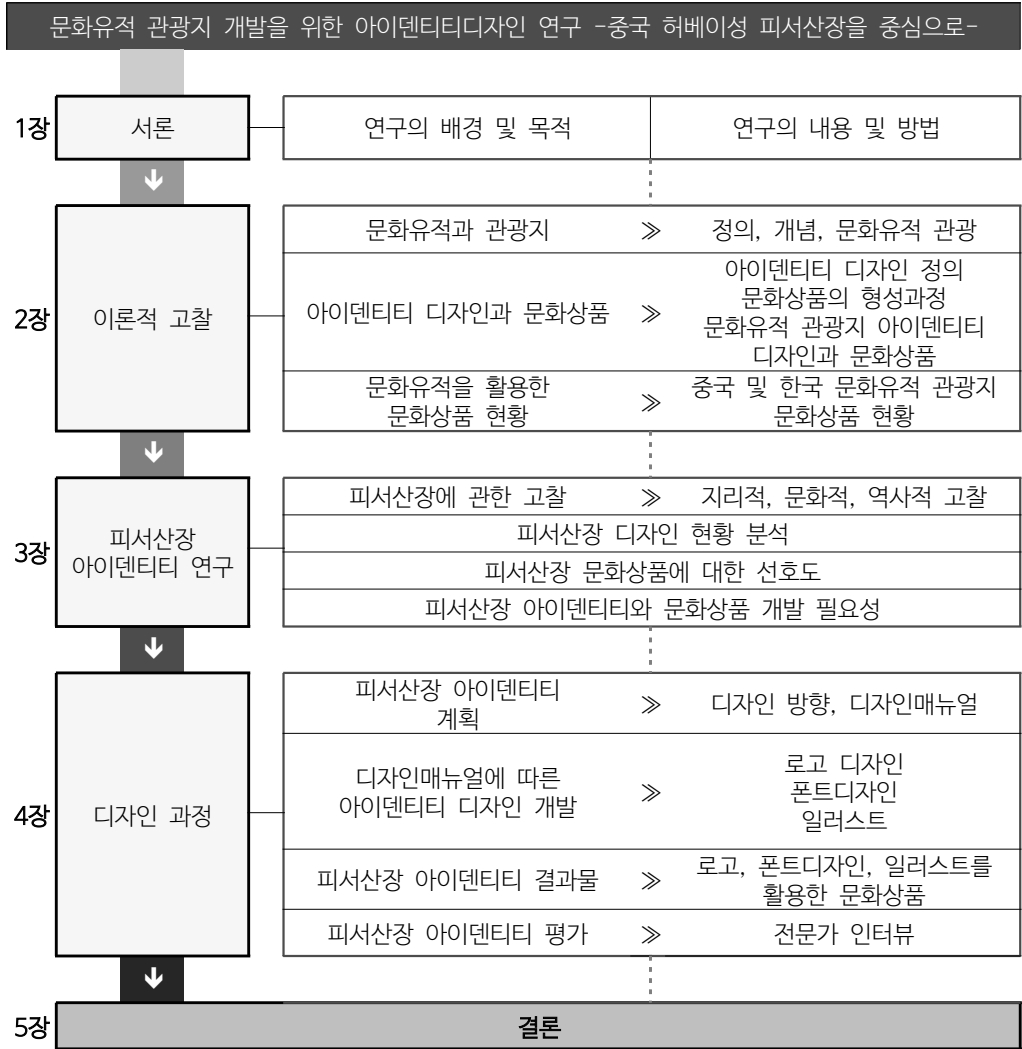 문화유적 관광지 개발을 위한 아이덴티티디자인 연구 -중국 허베이성 피서산장을 중심으로-
1장 서론 연구의 배경 및 목적 연구의 내용 및 방법
2장 이론적 고찰
문화유적과 관광지 ≫ 정의, 개념, 문화유적 관광
아이덴티티 디자인과 문화상품 ≫
아이덴티티 디자인 정의
문화상품의 형성과정
문화유적 관광지 아이덴티티
디자인과 문화상품
문화유적을 활용한
문화상품 현황
≫
중국 및 한국 문화유적 관광지
문화상품 현황
3장
피서산장
아이덴티티 연구
피서산장에 관한 고찰 ≫ 지리적, 문화적, 역사적 고찰
피서산장 디자인 현황 분석
피서산장 문화상품에 대한 선호도
피서산장 아이덴티티와 문화상품 개발 필요성
4장 디자인 과정
피서산장 아이덴티티
계획
≫ 디자인 방향, 디자인매뉴얼
디자인매뉴얼에 따른
아이덴티티 디자인 개발
≫
로고 디자인
폰트디자인
일러스트
피서산장 아이덴티티 결과물 ≫
로고, 폰트디자인, 일러스트를
활용한 문화상품
피서산장 아이덴티티 평가 ≫ 전문가 인터뷰
5장 결론